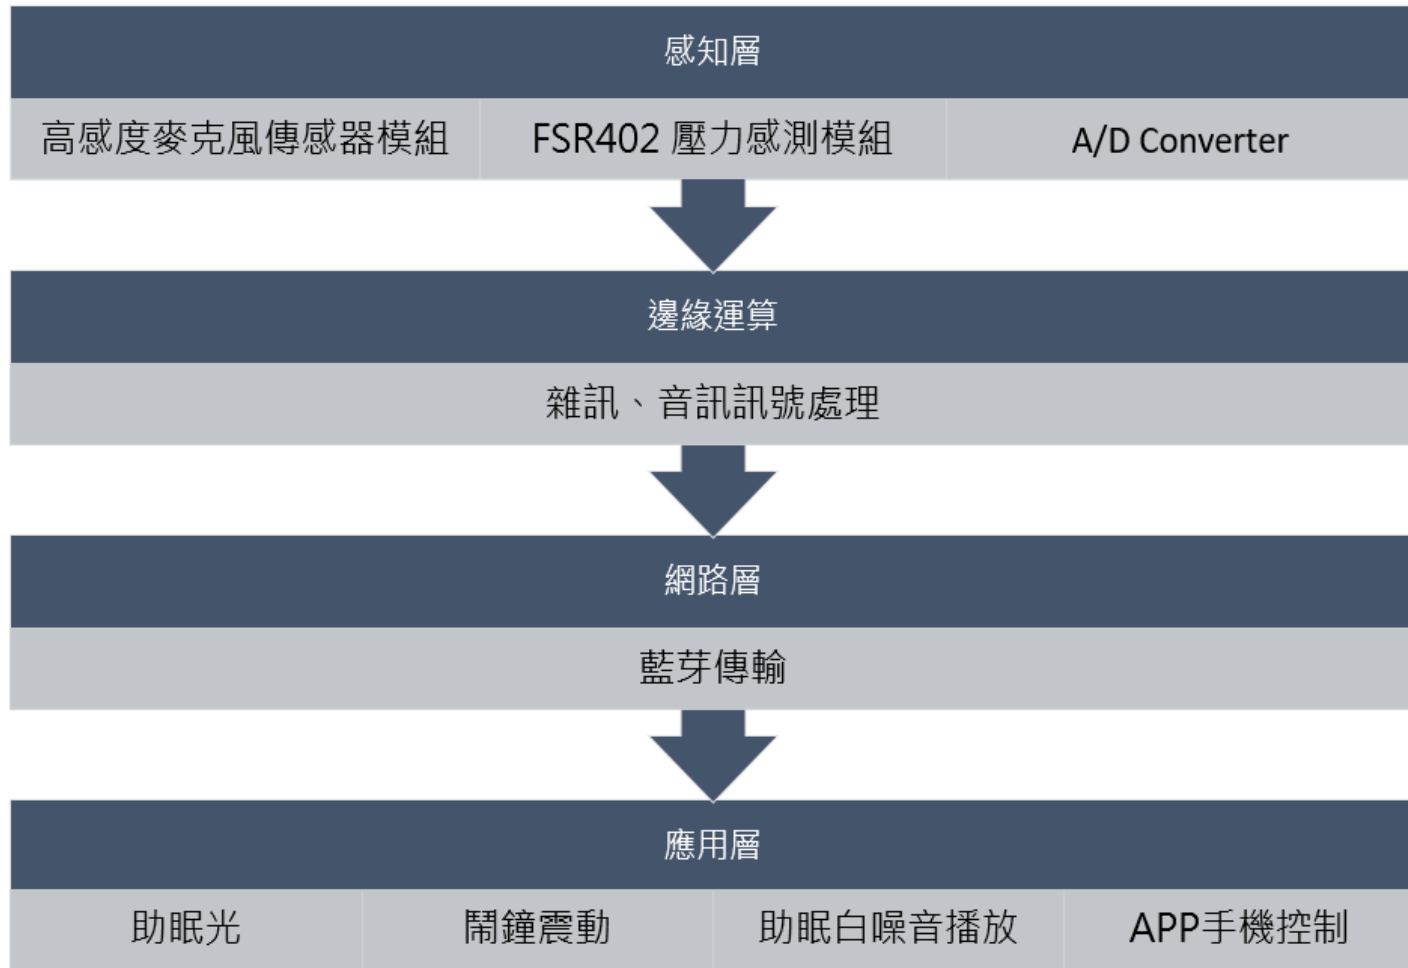 感知層
高感度麥克風傳感器模組 FSR402 壓力感測模組 A/D Converter
邊緣運算
雜訊、音訊訊號處理
網路層
藍芽傳輸
應用層
助眠光 鬧鐘震動 助眠白噪音播放 APP手機控制